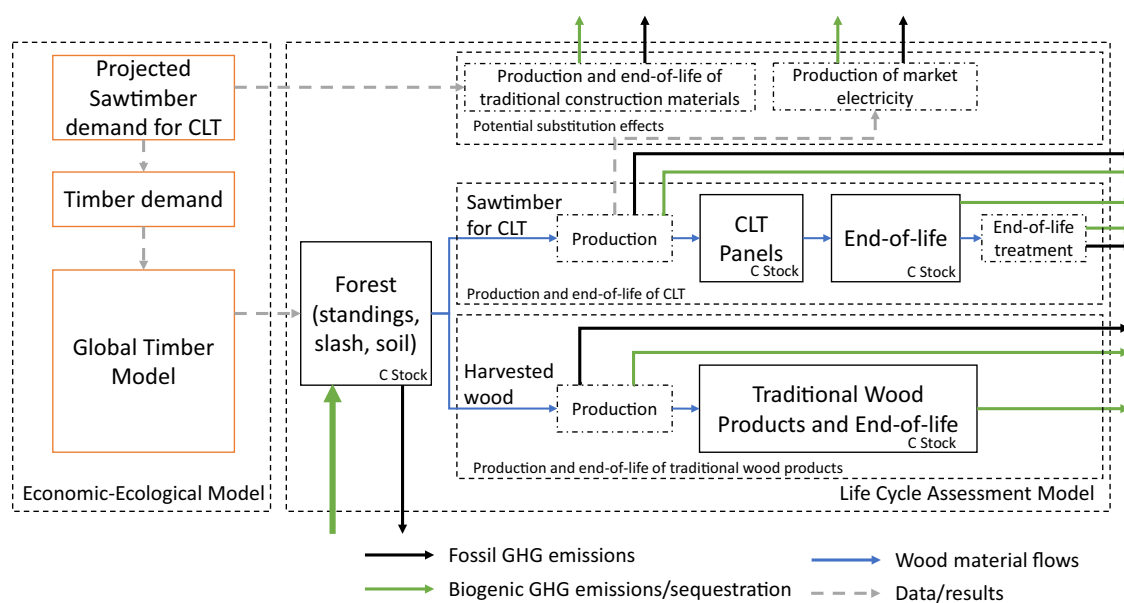 Projected
Sawtimber
demand for CLT
Timber demand
Global Timber
Model
Economic-Ecological Model
Production and end-of-life of
traditional construction materials
Production of market
electricity
Potential substitution effects
Forest
(standings,
slash, soil)
C Stock
Sawtimber
for CLT
Production
CLT
Panels
C Stock
End-of-life
C Stock
End-of-life
treatment
Production and end-of-life of CLT
Harvested
wood
Production
Traditional Wood
Products and End-of-life
C Stock
Production and end-of-life of traditional wood products
Life Cycle Assessment Model
Fossil GHG emissions
Wood material flows
Biogenic GHG emissions/sequestration
Data/results